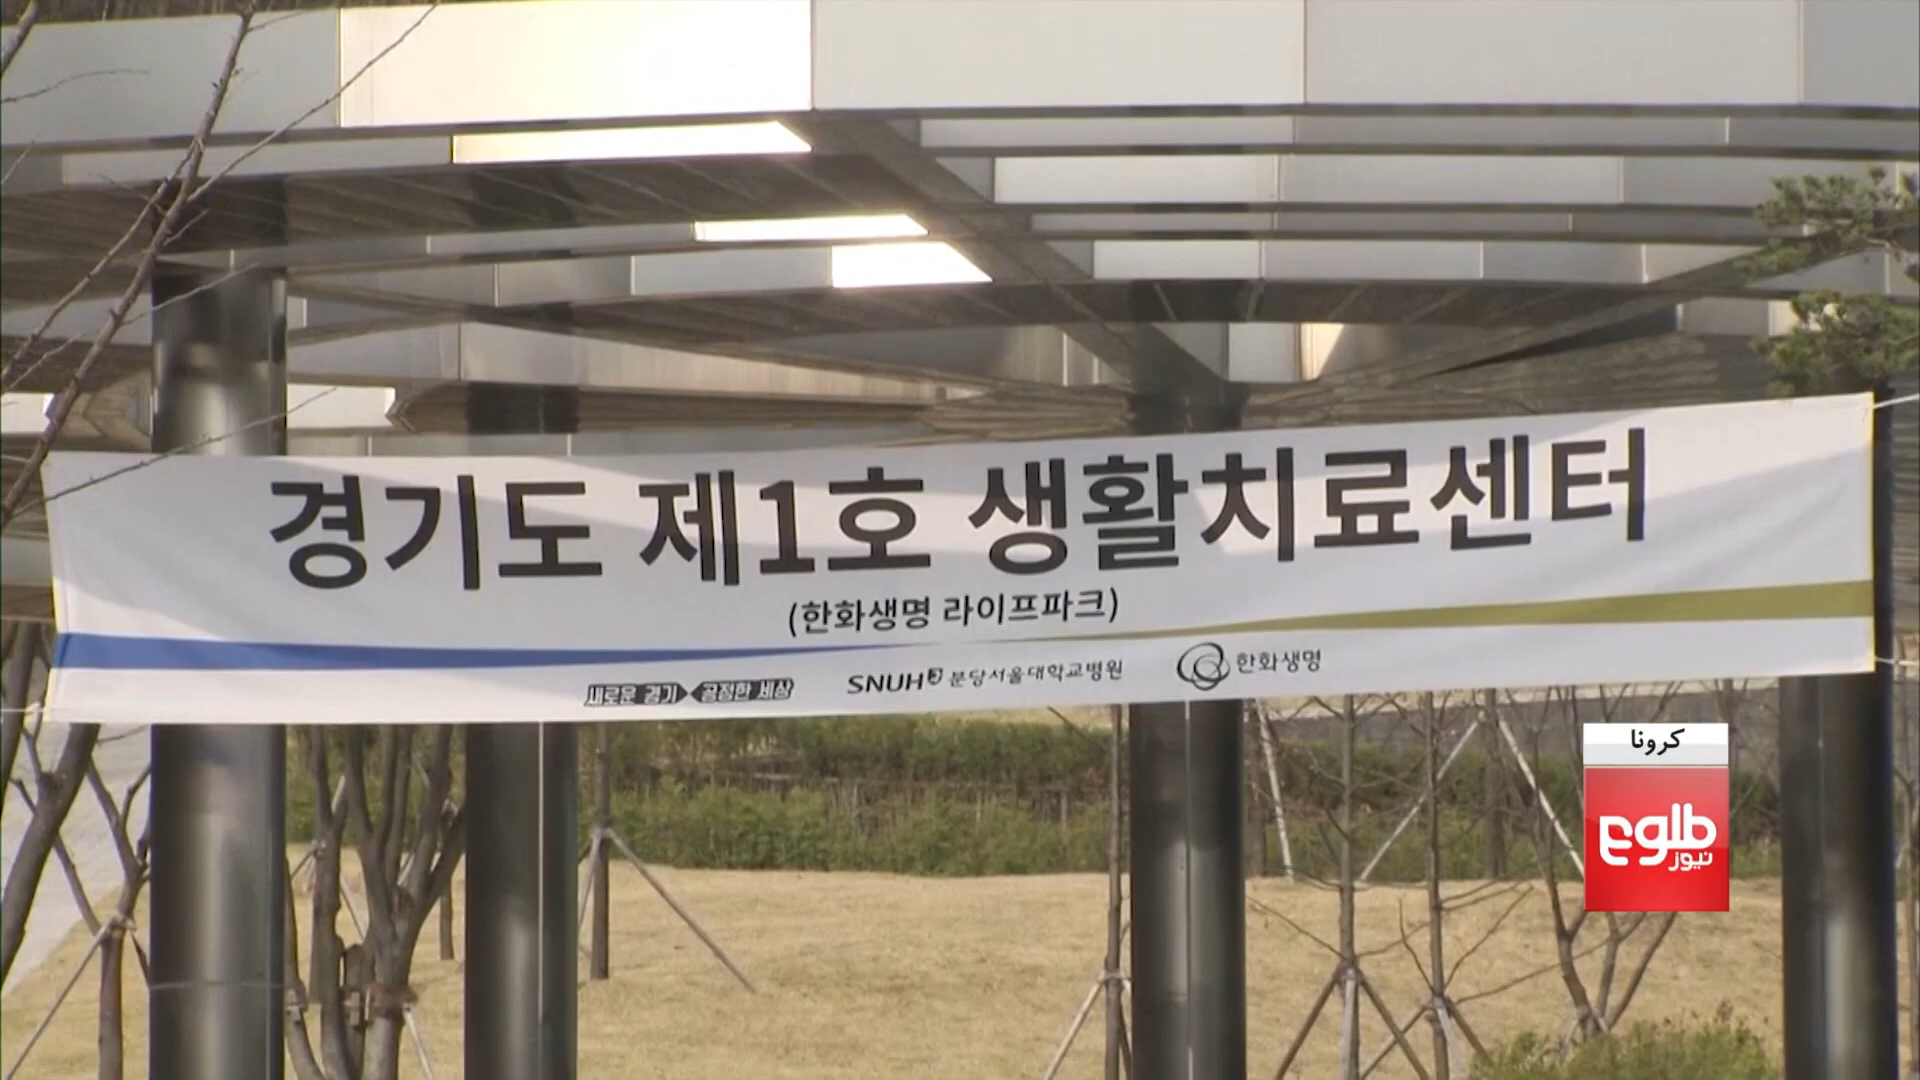 경기도 제1호 생활치료센터
(한화생명 라이프파크)
새로운 경기 공정한 세상
SNUH 분당서울대학교병원
한화생명
کرونا
طلوع
نیوز